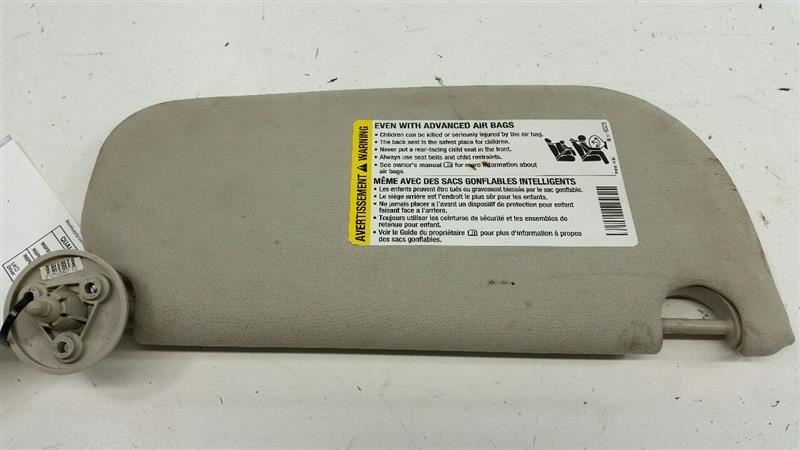 AVERTISSEMENT WARNING
EVEN WITH ADVANCED AIR BAGS
• Children can be killed or seriously injured by the air bag.
• The back seat is the safest place for children.
• Never put a rear-facing child seat in the front.
• Always use seat belts and child restraints.
• See owner's manual for more information about
air bags.
MÊME AVEC DES SACS GONFLABLES INTELLIGENTS
• Les enfants peuvent être tués ou gravement blessés par le sac gonflable.
• Le siège arrière est l'endroit le plus sûr pour les enfants.
• Ne jamais placer à l'avant un dispositif de protection pour enfant
faisant face à l'arrière.
• Toujours utiliser les ceintures de sécurité et les ensembles de
retenue pour enfant.
• Voir le Guide du propriétaire pour plus d'information à propos
des sacs gonflables.